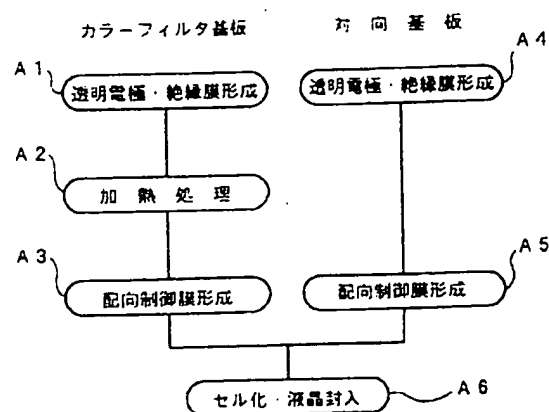 カラーフィルタ基板
対向基板
A1
透明電極・絶縁膜形成
A4
透明電極・絶縁膜形成
A2
加熱処理
A3
配向制御膜形成
A5
配向制御膜形成
セル化・液晶封入
A6